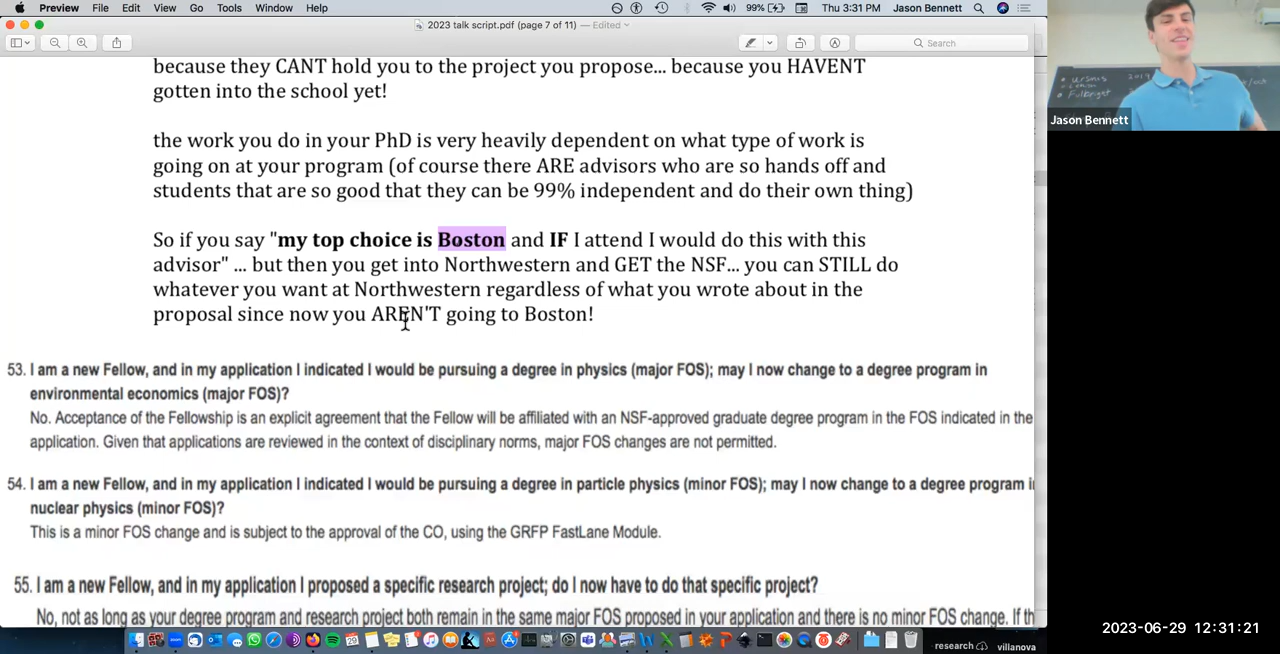 Preview File Edit View Go Tools Window Help 99% Thu 3:31 PM Jason Bennett
2023 talk script.pdf (page 7 of 11) — Edited
Search
because they CANT hold you to the project you propose... because you HAVENT
gotten into the school yet!
the work you do in your PhD is very heavily dependent on what type of work is
going on at your program (of course there ARE advisors who are so hands off and
students that are so good that they can be 99% independent and do their own thing)
So if you say "my top choice is Boston and IF I attend I would do this with this
advisor" ... but then you get into Northwestern and GET the NSF... you can STILL do
whatever you want at Northwestern regardless of what you wrote about in the
proposal since now you AREN'T going to Boston!
53. I am a new Fellow, and in my application I indicated I would be pursuing a degree in physics (major FOS); may I now change to a degree program in
environmental economics (major FOS)?
No. Acceptance of the Fellowship is an explicit agreement that the Fellow will be affiliated with an NSF-approved graduate degree program in the FOS indicated in the
application. Given that applications are reviewed in the context of disciplinary norms, major FOS changes are not permitted.
54. I am a new Fellow, and in my application I indicated I would be pursuing a degree in particle physics (minor FOS); may I now change to a degree program i
nuclear physics (minor FOS)?
This is a minor FOS change and is subject to the approval of the CO, using the GRFP FastLane Module.
55. I am a new Fellow, and in my application I proposed a specific research project; do I now have to do that specific project?
No, not as long as your degree program and research project both remain in the same major FOS proposed in your application and there is no minor FOS change. If th
research villanova
Ursinus 2017
Fulbright
Jason Bennett
2023-06-29 12:31:21